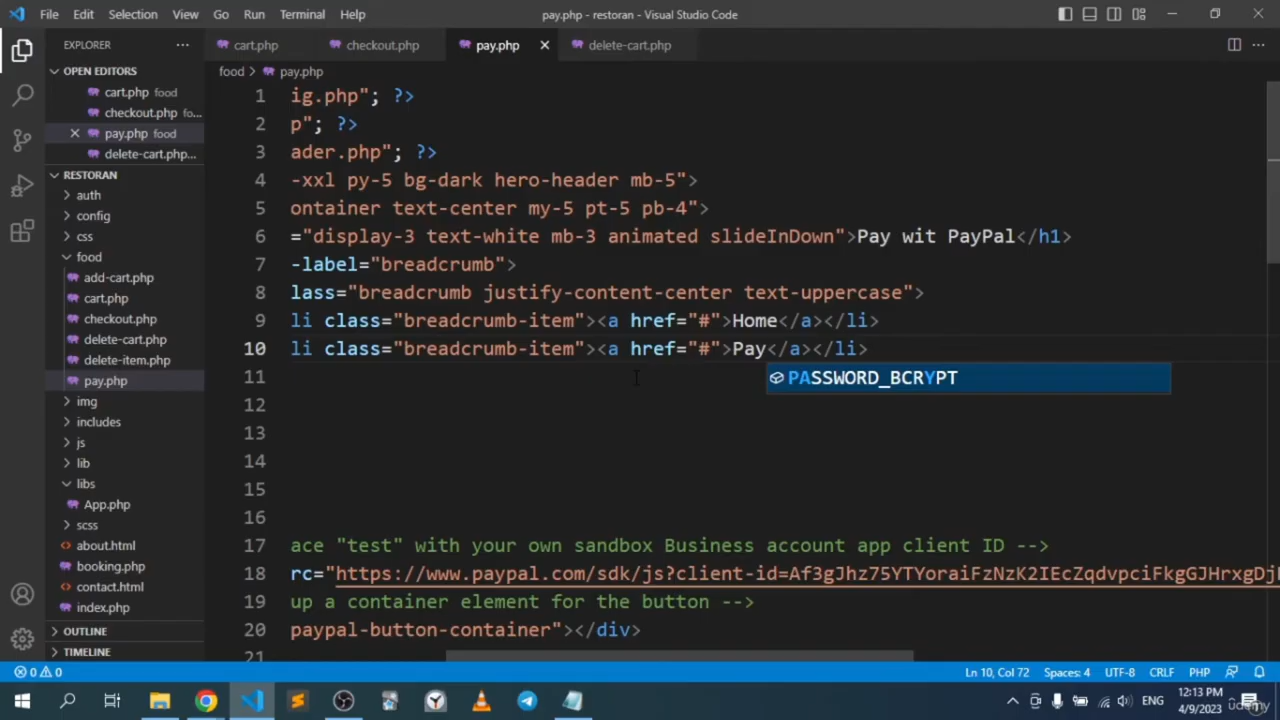 File Edit Selection View Go Run Terminal Help
pay.php - restoran - Visual Studio Code
EXPLORER
cart.php checkout.php pay.php delete-cart.php
OPEN EDITORS
cart.php food
checkout.php fo...
pay.php food
delete-cart.php...
RESTORAN
auth
config
css
food
add-cart.php
cart.php
checkout.php
delete-cart.php
delete-item.php
pay.php
img
includes
js
lib
libs
App.php
scss
about.html
booking.php
contact.html
index.php
OUTLINE
TIMELINE
food > pay.php
1 ig.php"; ?>
2 p"; ?>
3 ader.php"; ?>
4 -xxl py-5 bg-dark hero-header mb-5">
5 ontainer text-center my-5 pt-5 pb-4">
6 ="display-3 text-white mb-3 animated slideInDown">Pay wit PayPal</h1>
7 -label="breadcrumb">
8 lass="breadcrumb justify-content-center text-uppercase">
9 li class="breadcrumb-item"><a href="#">Home</a></li>
10 li class="breadcrumb-item"><a href="#">Pay</a></li>
11
PASSWORD_BCRYPT
12
13
14
15
16
17 ace "test" with your own sandbox Business account app client ID -->
18 rc="https://www.paypal.com/sdk/js?client-id=Af3gJhz75YTYoraiFzNzK2IEcZqdvpciFkgGJHrxgDj
19 up a container element for the button -->
20 paypal-button-container"></div>
21
0 0
Ln 10, Col 72 Spaces: 4 UTF-8 CRLF PHP
ENG
12:13 PM
4/9/2023
udemy